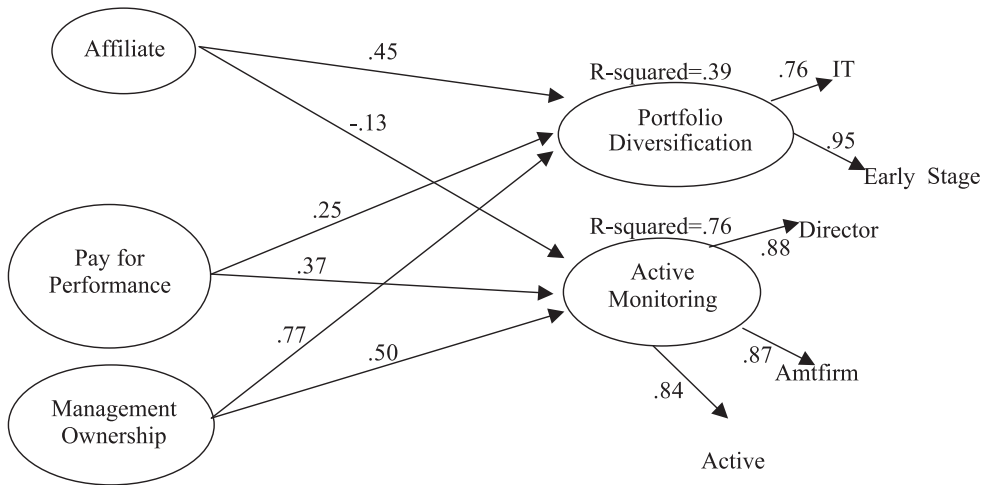 Affiliate
.45
-.13
R-squared=.39
Portfolio
Diversification
.76
IT
.95
Early Stage
Pay for
Performance
.25
.37
R-squared=.76
Active
Monitoring
Director
.88
.87
Amtfirm
.84
Active
Management
Ownership
.77
.50